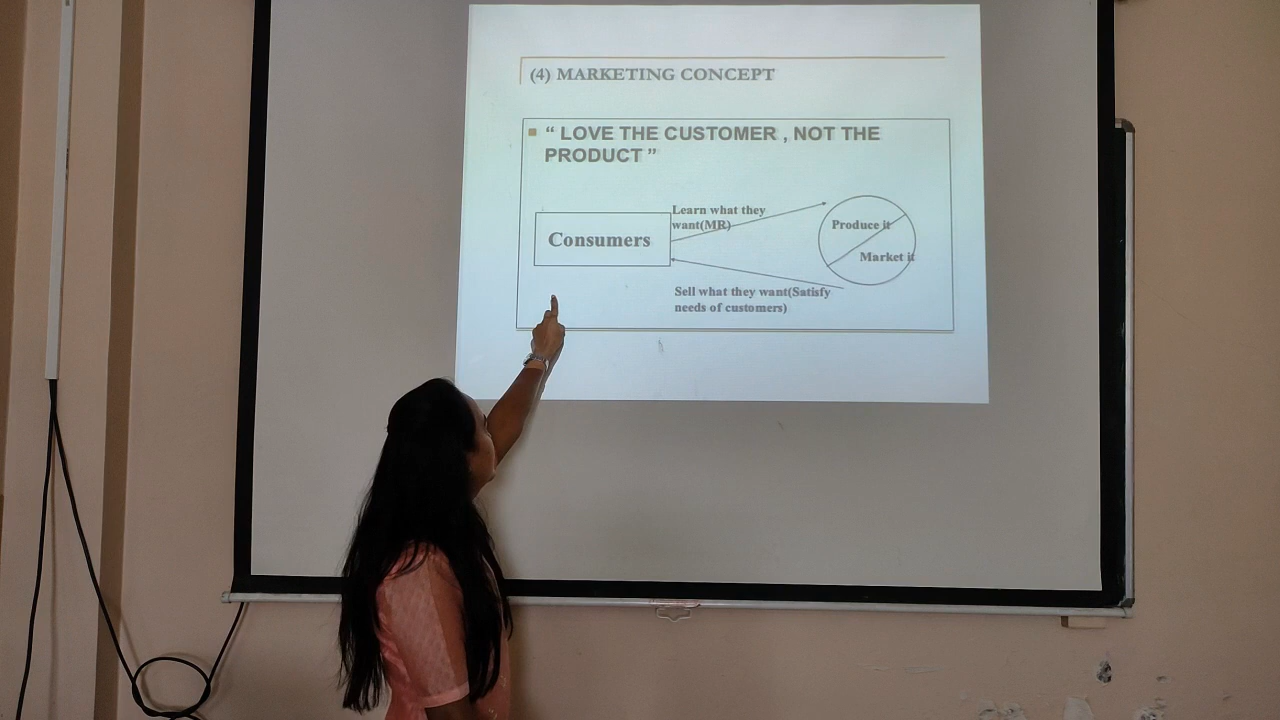 (4) MARKETING CONCEPT
“ LOVE THE CUSTOMER , NOT THE
PRODUCT ”
Learn what they
want(MR)
Consumers
Produce it
Market it
Sell what they want(Satisfy
needs of customers)